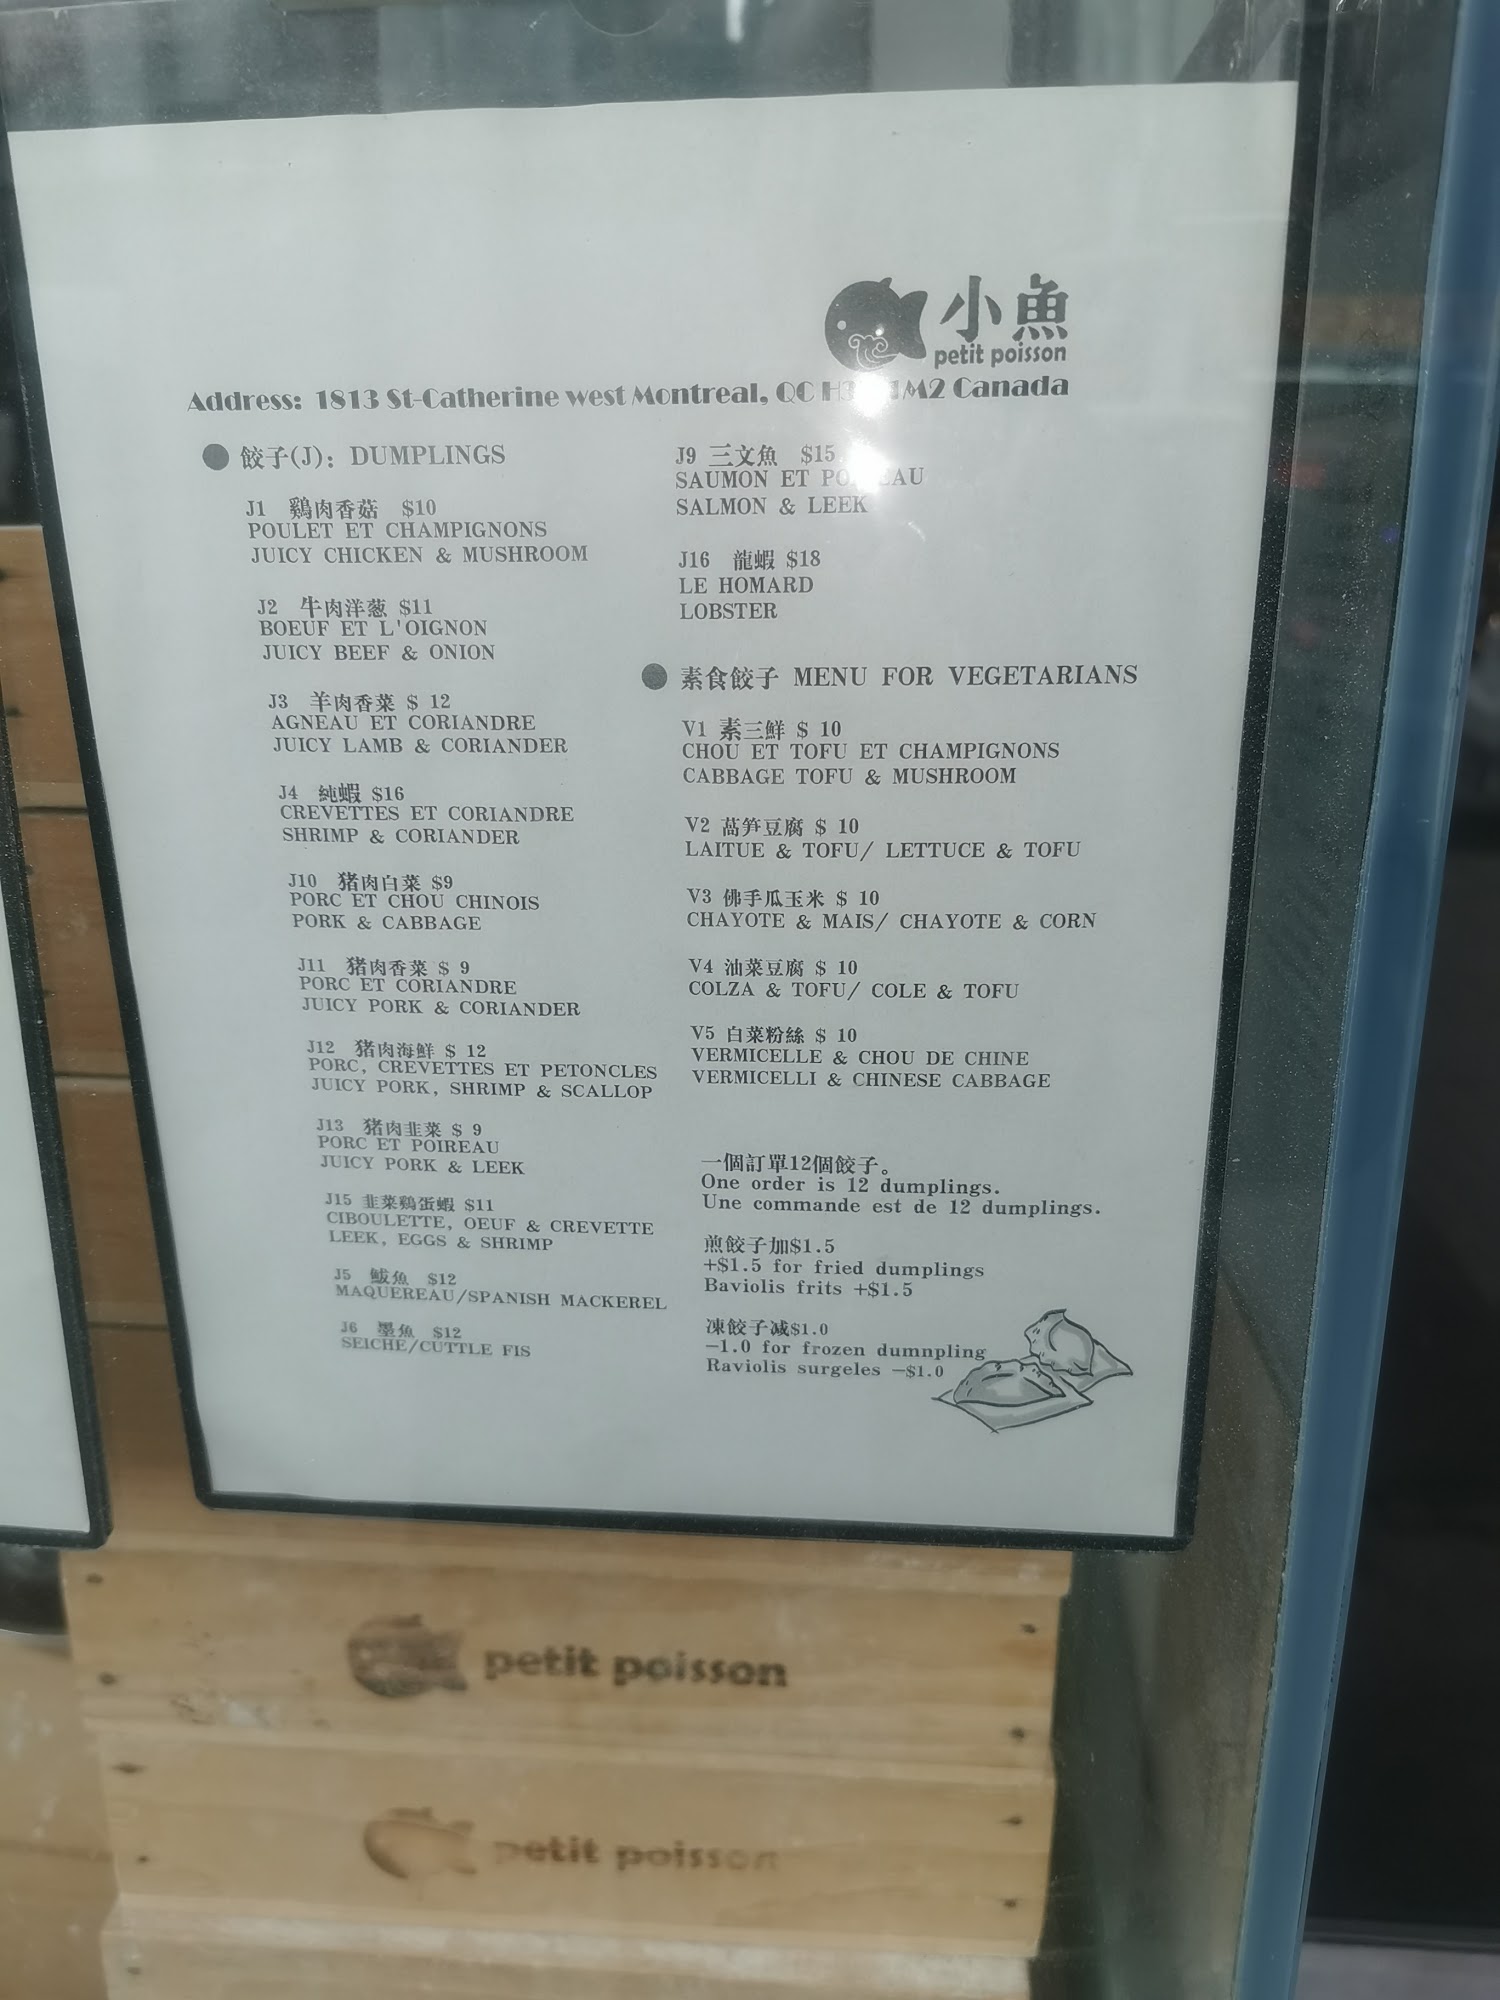 小魚
petit poisson
Address: 1813 St-Catherine west Montreal, QC 1M2 Canada
餃子(J): DUMPLINGS
J1 鷄肉香菇 $10
POULET ET CHAMPIGNONS
JUICY CHICKEN & MUSHROOM
J2 牛肉洋葱 $11
BOEUF ET L'OIGNON
JUICY BEEF & ONION
J3 羊肉香菜 $ 12
AGNEAU ET CORIANDRE
JUICY LAMB & CORIANDER
J4 純蝦 $16
CREVETTES ET CORIANDRE
SHRIMP & CORIANDER
J10 猪肉白菜 $9
PORC ET CHOU CHINOIS
PORK & CABBAGE
J11 猪肉香菜 $ 9
PORC ET CORIANDRE
JUICY PORK & CORIANDER
J12 猪肉海鮮 $ 12
PORC, CREVETTES ET PETONCLES
JUICY PORK, SHRIMP & SCALLOP
J13 猪肉韭菜 $ 9
PORC ET POIREAU
JUICY PORK & LEEK
J15 韭菜鷄蛋蝦 $11
CIBOULETTE, OEUF & CREVETTE
LEEK, EGGS & SHRIMP
J5 鲅魚 $12
MAQUEREAU/SPANISH MACKEREL
J6 墨魚 $12
SEICHE/CUTTLE FIS
J9 三文魚 $15
SAUMON ET
SALMON & LEEK
J16 龍蝦 $18
LE HOMARD
LOBSTER
素食餃子 MENU FOR VEGETARIANS
V1 素三鮮 $ 10
CHOU ET TOFU ET CHAMPIGNONS
CABBAGE TOFU & MUSHROOM
V2 萵笋豆腐 $ 10
LAITUE & TOFU/ LETTUCE & TOFU
V3 佛手瓜玉米 $ 10
CHAYOTE & MAIS/ CHAYOTE & CORN
V4 油菜豆腐 $ 10
COLZA & TOFU/ COLE & TOFU
V5 白菜粉絲 $ 10
VERMICELLE & CHOU DE CHINE
VERMICELLI & CHINESE CABBAGE
一個訂單12個餃子。
One order is 12 dumplings.
Une commande est de 12 dumplings.
煎餃子加$1.5
+$1.5 for fried dumplings
Baviolis frits +$1.5
凍餃子減$1.0
−1.0 for frozen dumnpling
Raviolis surgeles −$1.0
petit poisson
petit poisson